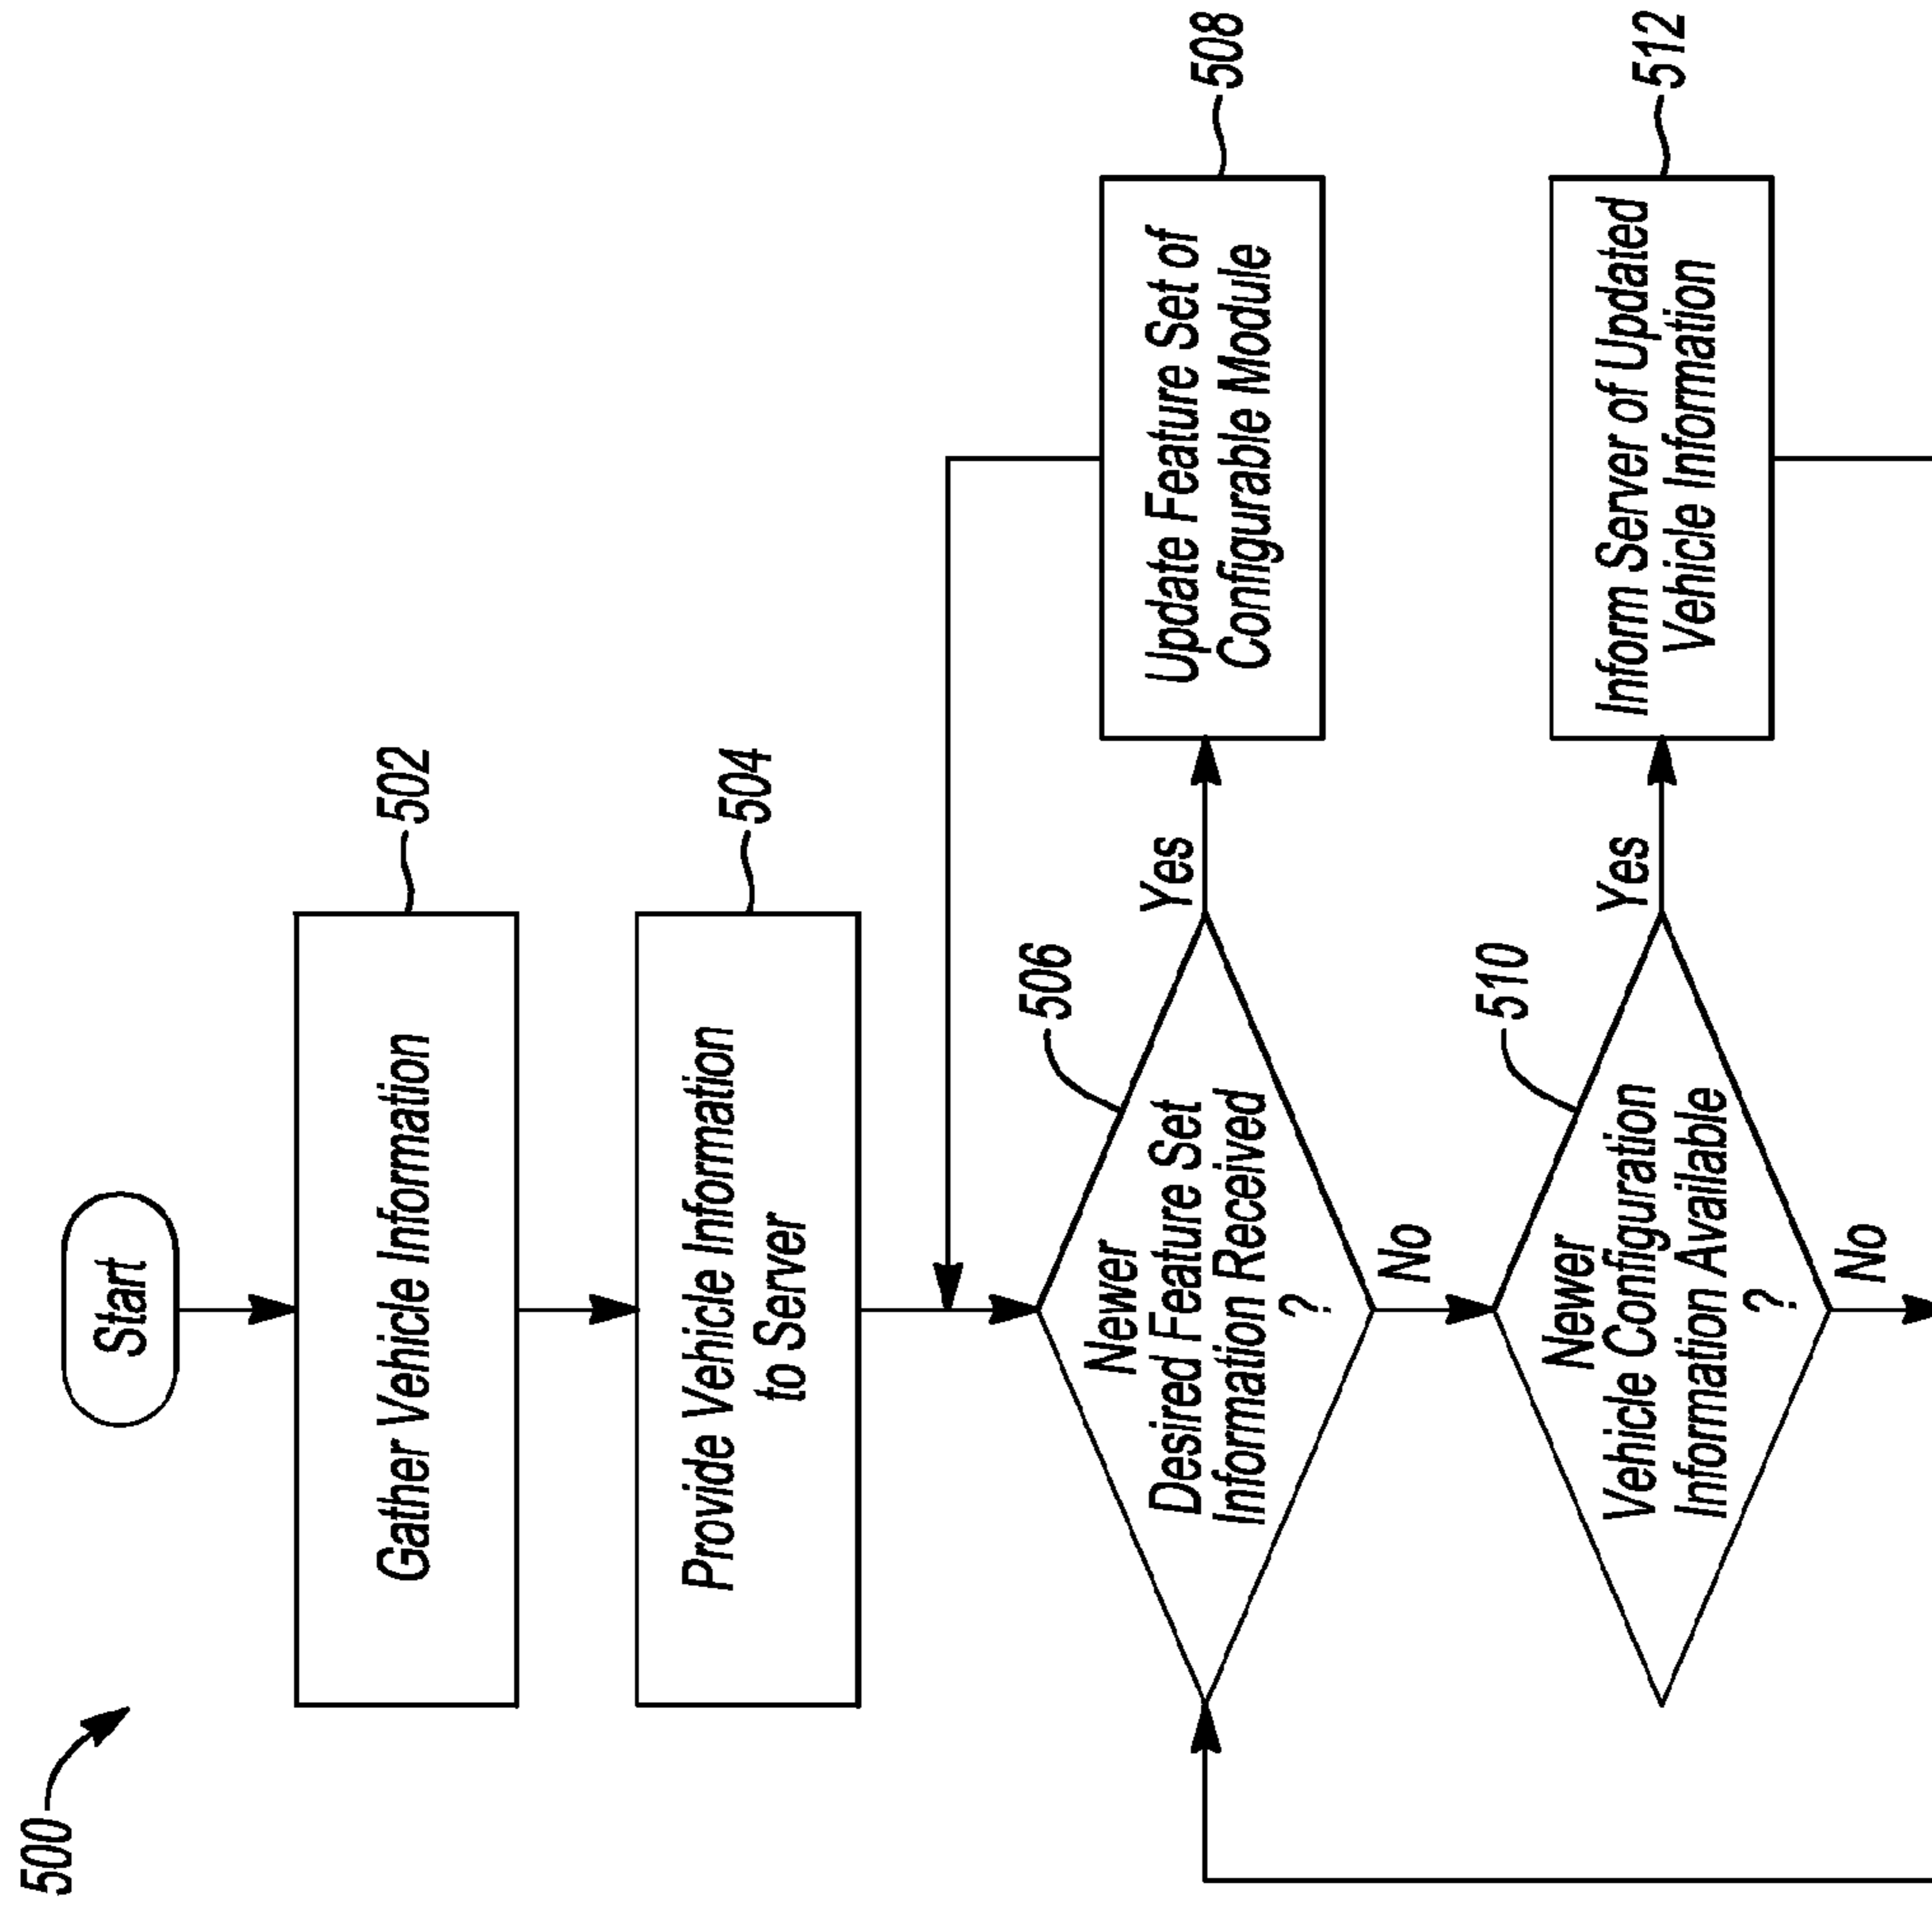 500
Start
Gather Vehicle Information
502
Provide Vehicle Information
to Server
504
506
Newer
Desired Feature Set
Information Received
?
Yes
Update Feature Set of
Configurable Module
508
No
510
Newer
Vehicle Configuration
Information Available
?
Yes
Inform Server of Updated
Vehicle Information
512
No